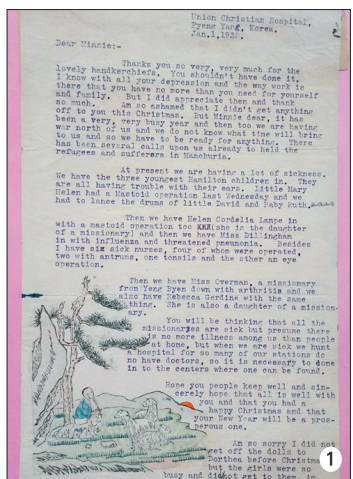 Union Christian Hospital,
Pyeng Yang, Korea.
Jan.1,1932.
Dear Minnie:-
Thanks you so very, very much for the
lovely handkerchiefs. You shouldn't have done it,
I know with all your depression and the way work is
there that you have no more than you need for yourself
and family. But I did appreciate them and thank
so much. Am so ashamed that I didn't get anything
off to you this Christmas. But Minnie dear, it has
been a very, very busy year and then too we are having
war north of us and we do not know what time will bring
to us and so we have to be ready for anything. There
has been several calls upon us already to held the
refugees and sufferers in Manchuria.
At present we are having a lot of sickness.
We have the three youngest Hamilton children in. They
are all having trouble with their ears. Little Mary
Helen had a Mastoid operation last Wednesday and we
had to lance the drums of little David and Baby Ruth.
Then we have Helen Cordelia Lampe in
with a mastoid operation too XXX(she is the daughter
of a missionary) and then we have Miss Dillingham
in with influenza and threatened pneunonia. Besides
I have six sick nurses, four of whom were operated,
two with antrums, one tonsils and the other an eye
operation.
Then we have Miss Overman, a missionary
from Yeng Byen down with arthritis and we
also have Rebecca Gerdine with the same
thing. She is also a daughter of a mission-
ary.
You will be thinking that all the
missionaries are sick but presume there
is no more illness among us than people
at home, but when we are sick we hunt
a hospital for so many of our stations do
no have doctors, so it is necessary to come
in to the centers where one can be found.
Hope you people keep well and sin-
cerely hope that all is well with
you and that you had a
happy Christmas and that
your New Year will be a pros-
perous one.
Am so sorry I did not
get off the dolls to
Dorthea before Christmas
but the girls were so
busy and did not get to them. Am
1